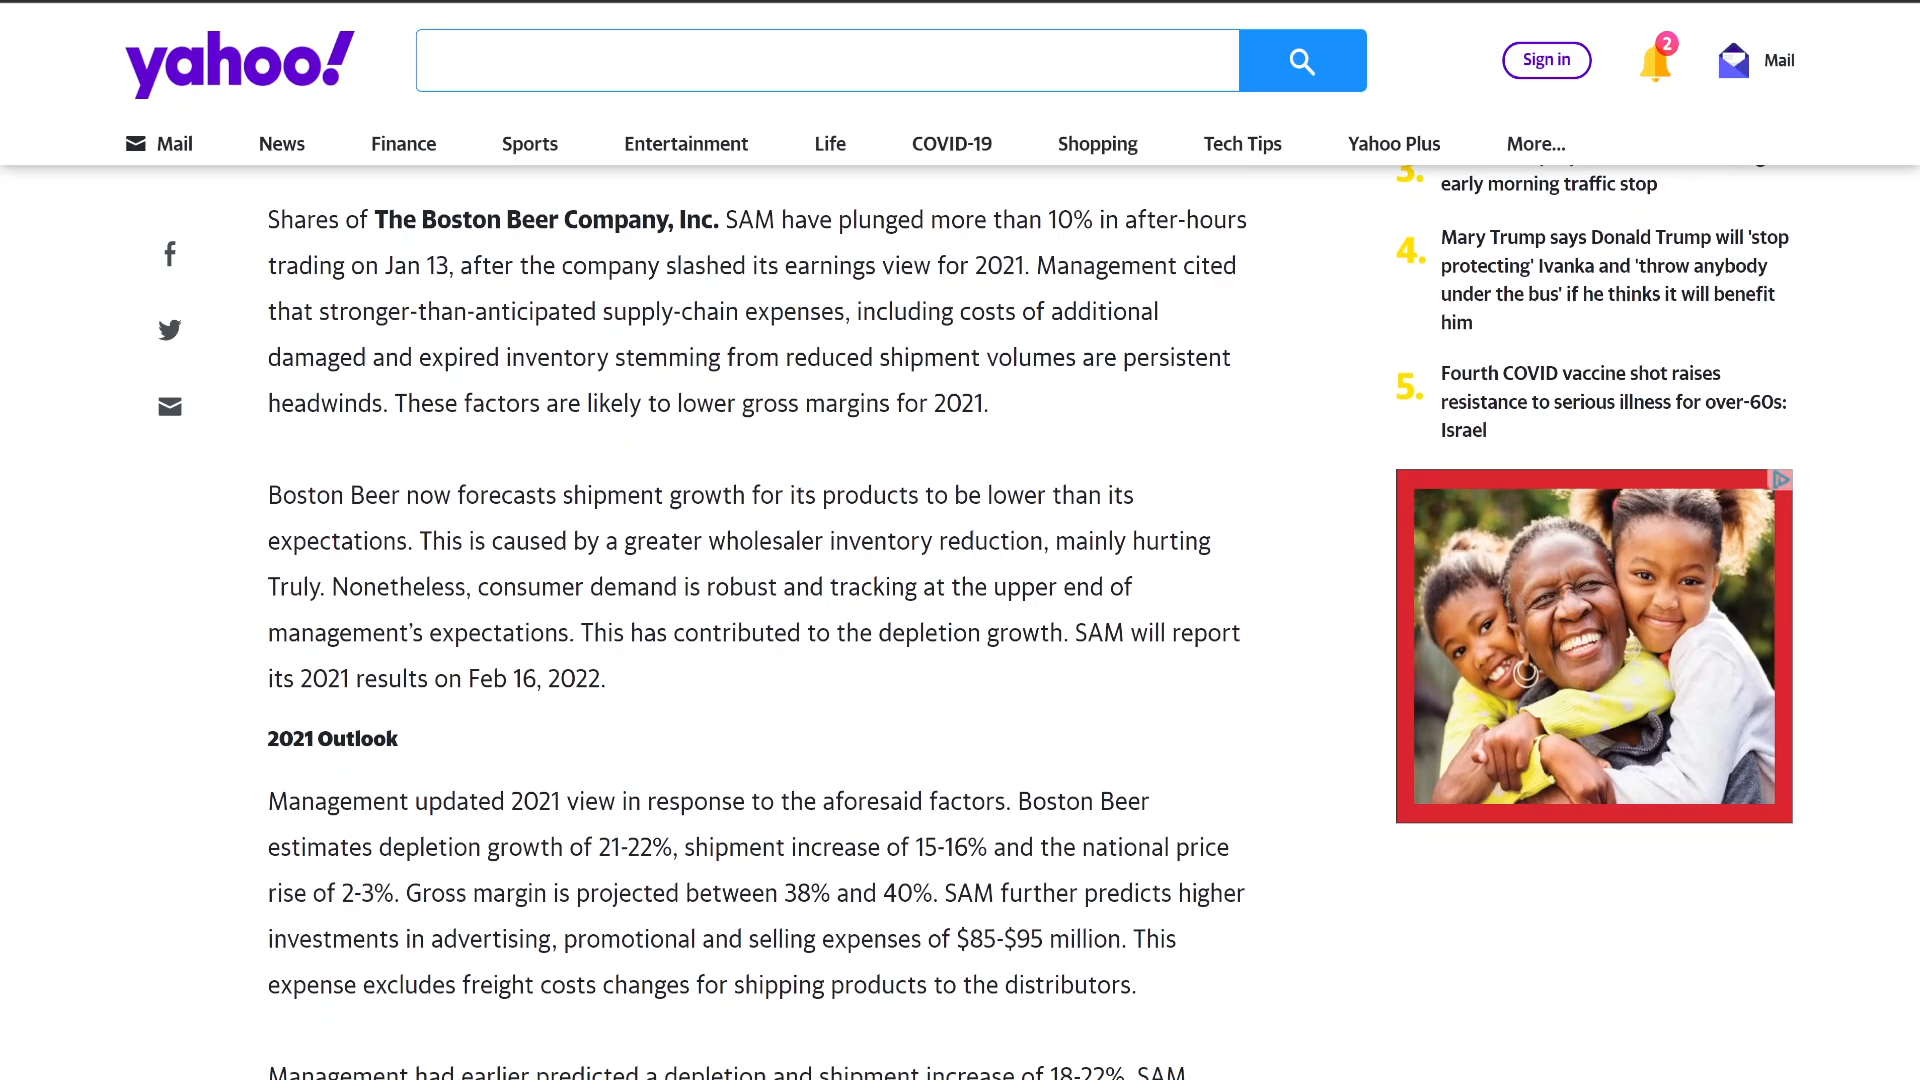 yahoo!
Sign in
2
Mail
Mail
News
Finance
Sports
Entertainment
Life
COVID-19
Shopping
Tech Tips
Yahoo Plus
More...
Shares of The Boston Beer Company, Inc. SAM have plunged more than 10% in after-hours
trading on Jan 13, after the company slashed its earnings view for 2021. Management cited
that stronger-than-anticipated supply-chain expenses, including costs of additional
damaged and expired inventory stemming from reduced shipment volumes are persistent
headwinds. These factors are likely to lower gross margins for 2021.
Boston Beer now forecasts shipment growth for its products to be lower than its
expectations. This is caused by a greater wholesaler inventory reduction, mainly hurting
Truly. Nonetheless, consumer demand is robust and tracking at the upper end of
management’s expectations. This has contributed to the depletion growth. SAM will report
its 2021 results on Feb 16, 2022.
2021 Outlook
Management updated 2021 view in response to the aforesaid factors. Boston Beer
estimates depletion growth of 21-22%, shipment increase of 15-16% and the national price
rise of 2-3%. Gross margin is projected between 38% and 40%. SAM further predicts higher
investments in advertising, promotional and selling expenses of $85-$95 million. This
expense excludes freight costs changes for shipping products to the distributors.
Management had earlier predicted a depletion and shipment increase of 18-22%. SAM
3.
early morning traffic stop
4.
Mary Trump says Donald Trump will 'stop
protecting' Ivanka and 'throw anybody
under the bus' if he thinks it will benefit
him
5.
Fourth COVID vaccine shot raises
resistance to serious illness for over-60s:
Israel